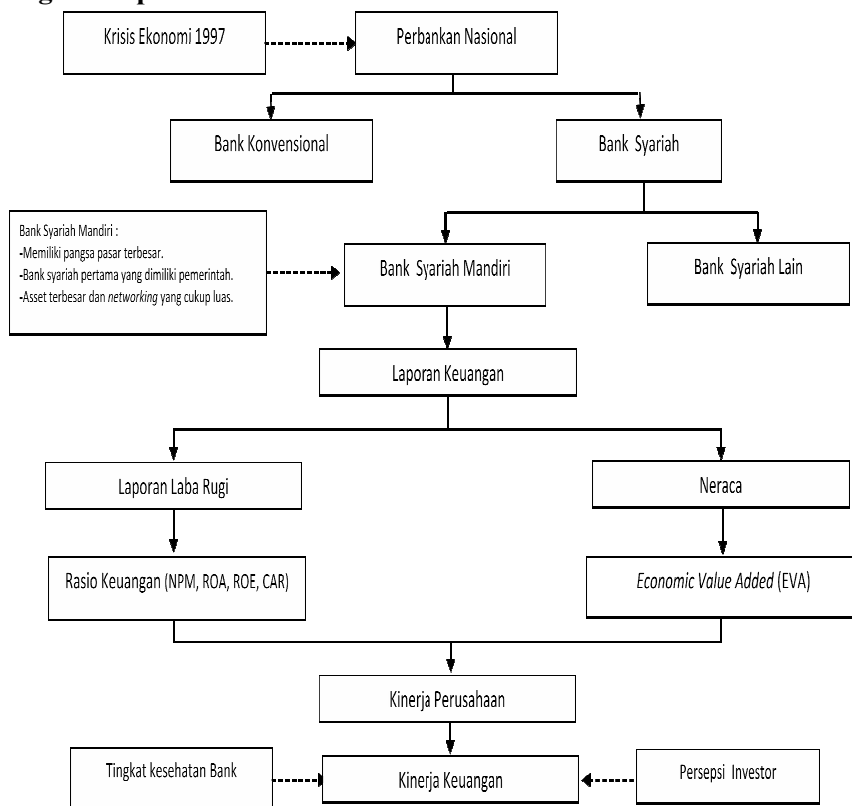 Krisis Ekonomi 1997
Perbankan Nasional
Bank Konvensional
Bank Syariah
Bank Syariah Mandiri :
-Memiliki pangsa pasar terbesar.
-Bank syariah pertama yang dimiliki pemerintah.
-Asset terbesar dan networking yang cukup luas.
Bank Syariah Mandiri
Bank Syariah Lain
Laporan Keuangan
Laporan Laba Rugi
Neraca
Rasio Keuangan (NPM, ROA, ROE, CAR)
Economic Value Added (EVA)
Kinerja Perusahaan
Tingkat kesehatan Bank
Kinerja Keuangan
Persepsi Investor